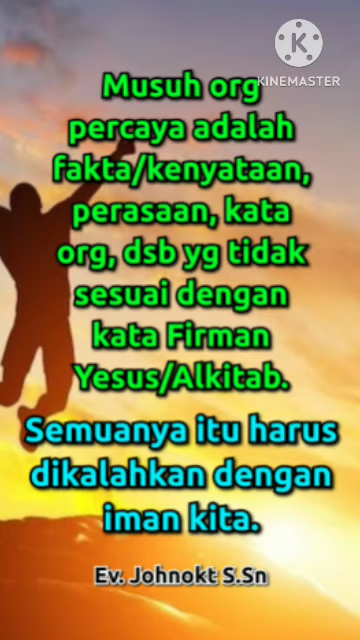 KINEMASTER
Musuh org
percaya adalah
fakta/kenyataan,
perasaan, kata
org, dsb yg tidak
sesuai dengan
kata Firman
Yesus/Alkitab.
Semuanya itu harus
dikalahkan dengan
iman kita.
Ev. Johnokt S.Sn